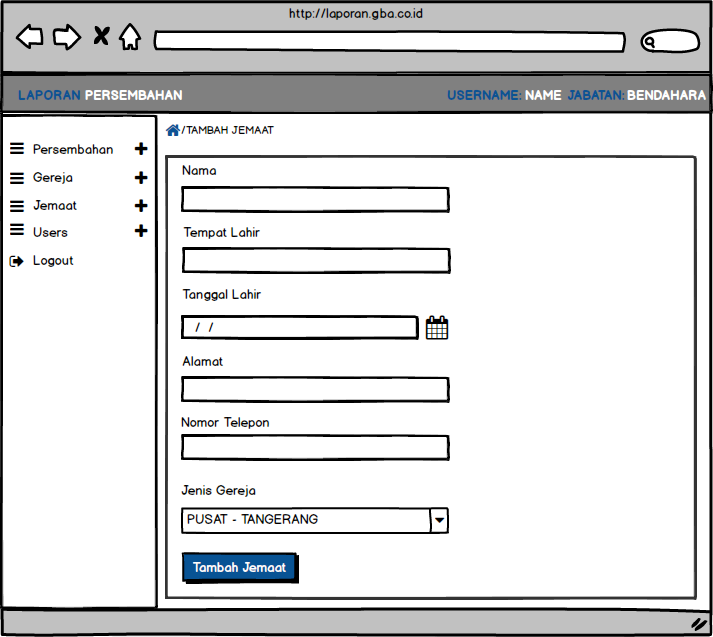 http://laporan.gba.co.id
LAPORAN PERSEMBAHAN
USERNAME: NAME JABATAN: BENDAHARA
/TAMBAH JEMAAT
Persembahan
Gereja
Jemaat
Users
Logout
Nama
Tempat Lahir
Tanggal Lahir
/ /
Alamat
Nomor Telepon
Jenis Gereja
PUSAT - TANGERANG
Tambah Jemaat